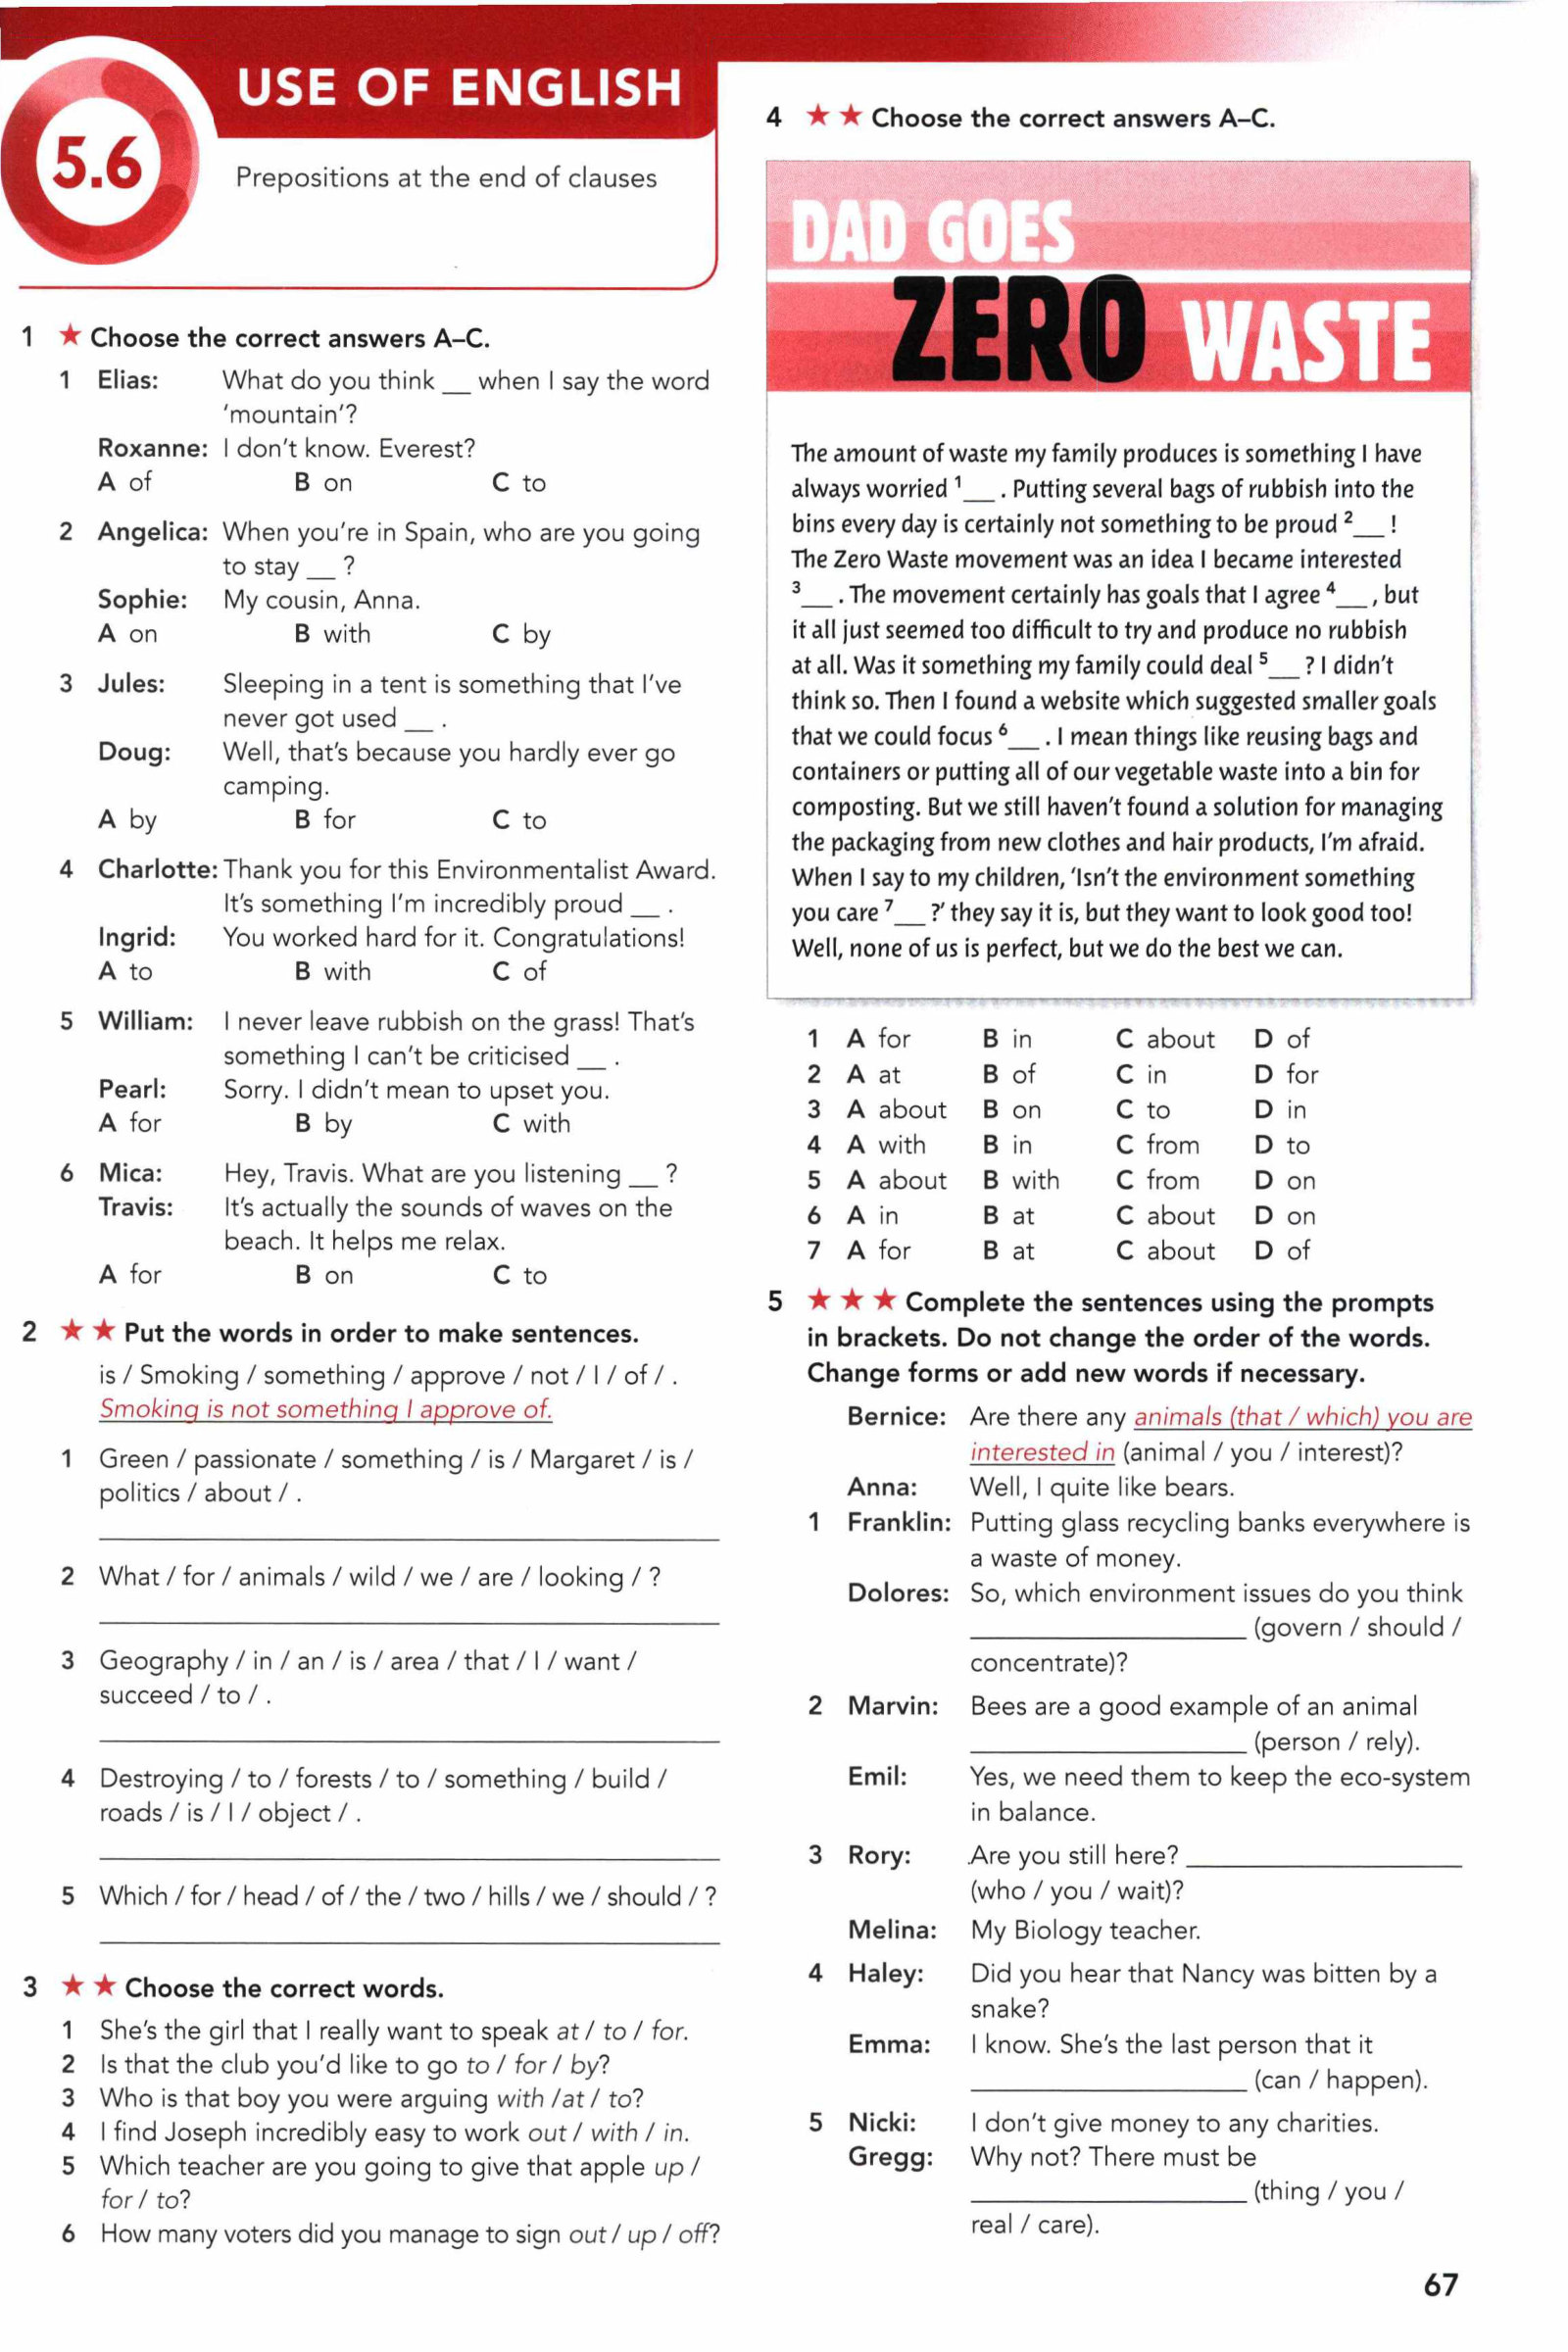 USE OF ENGLISH
5.6
Prepositions at the end of clauses
1 ★ Choose the correct answers A–C.
1 Elias: What do you think __ when I say the word
'mountain'?
Roxanne: I don't know. Everest?
A of B on C to
2 Angelica: When you're in Spain, who are you going
to stay __ ?
Sophie: My cousin, Anna.
A on B with C by
3 Jules: Sleeping in a tent is something that I've
never got used __ .
Doug: Well, that's because you hardly ever go
camping.
A by B for C to
4 Charlotte: Thank you for this Environmentalist Award.
It's something I'm incredibly proud __ .
Ingrid: You worked hard for it. Congratulations!
A to B with C of
5 William: I never leave rubbish on the grass! That's
something I can't be criticised __ .
Pearl: Sorry. I didn't mean to upset you.
A for B by C with
6 Mica: Hey, Travis. What are you listening __ ?
Travis: It's actually the sounds of waves on the
beach. It helps me relax.
A for B on C to
2 ★ ★ Put the words in order to make sentences.
is / Smoking / something / approve / not / I / of / .
Smoking is not something I approve of.
1 Green / passionate / something / is / Margaret / is /
politics / about / .
2 What / for / animals / wild / we / are / looking / ?
3 Geography / in / an / is / area / that / I / want /
succeed / to / .
4 Destroying / to / forests / to / something / build /
roads / is / I / object / .
5 Which / for / head / of / the / two / hills / we / should / ?
3 ★ ★ Choose the correct words.
1 She's the girl that I really want to speak at / to / for.
2 Is that the club you'd like to go to / for / by?
3 Who is that boy you were arguing with /at / to?
4 I find Joseph incredibly easy to work out / with / in.
5 Which teacher are you going to give that apple up /
for / to?
6 How many voters did you manage to sign out / up / off?
4 ★ ★ Choose the correct answers A–C.
DAD GOES
ZERO WASTE
The amount of waste my family produces is something I have
always worried 1__ . Putting several bags of rubbish into the
bins every day is certainly not something to be proud 2__ !
The Zero Waste movement was an idea I became interested
3__ . The movement certainly has goals that I agree 4__ , but
it all just seemed too difficult to try and produce no rubbish
at all. Was it something my family could deal 5__ ? I didn't
think so. Then I found a website which suggested smaller goals
that we could focus 6__ . I mean things like reusing bags and
containers or putting all of our vegetable waste into a bin for
composting. But we still haven't found a solution for managing
the packaging from new clothes and hair products, I'm afraid.
When I say to my children, 'Isn't the environment something
you care 7__ ?' they say it is, but they want to look good too!
Well, none of us is perfect, but we do the best we can.
1 A for B in C about D of
2 A at B of C in D for
3 A about B on C to D in
4 A with B in C from D to
5 A about B with C from D on
6 A in B at C about D on
7 A for B at C about D of
5 ★ ★ ★ Complete the sentences using the prompts
in brackets. Do not change the order of the words.
Change forms or add new words if necessary.
Bernice: Are there any animals (that / which) you are
interested in (animal / you / interest)?
Anna: Well, I quite like bears.
1 Franklin: Putting glass recycling banks everywhere is
a waste of money.
Dolores: So, which environment issues do you think
____ (govern / should /
concentrate)?
2 Marvin: Bees are a good example of an animal
____ (person / rely).
Emil: Yes, we need them to keep the eco-system
in balance.
3 Rory: Are you still here? ____
(who / you / wait)?
Melina: My Biology teacher.
4 Haley: Did you hear that Nancy was bitten by a
snake?
Emma: I know. She's the last person that it
____ (can / happen).
5 Nicki: I don't give money to any charities.
Gregg: Why not? There must be
____ (thing / you /
real / care).
67